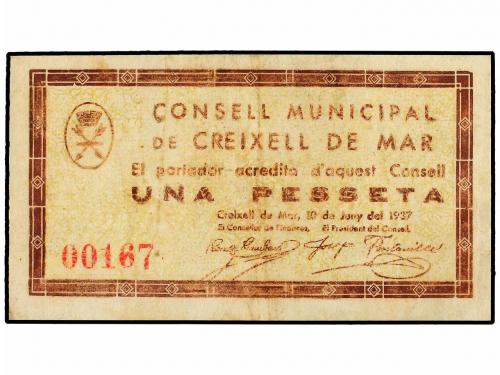 CONSELL MUNICIPAL
DE CREIXELL DE MAR
El portador acredita d'aquest Consell
UNA PESSETA
Creixell de Mar, 10 de Juny del 1937
El Conseller de Finances, El President del Consell,
Josep
00167